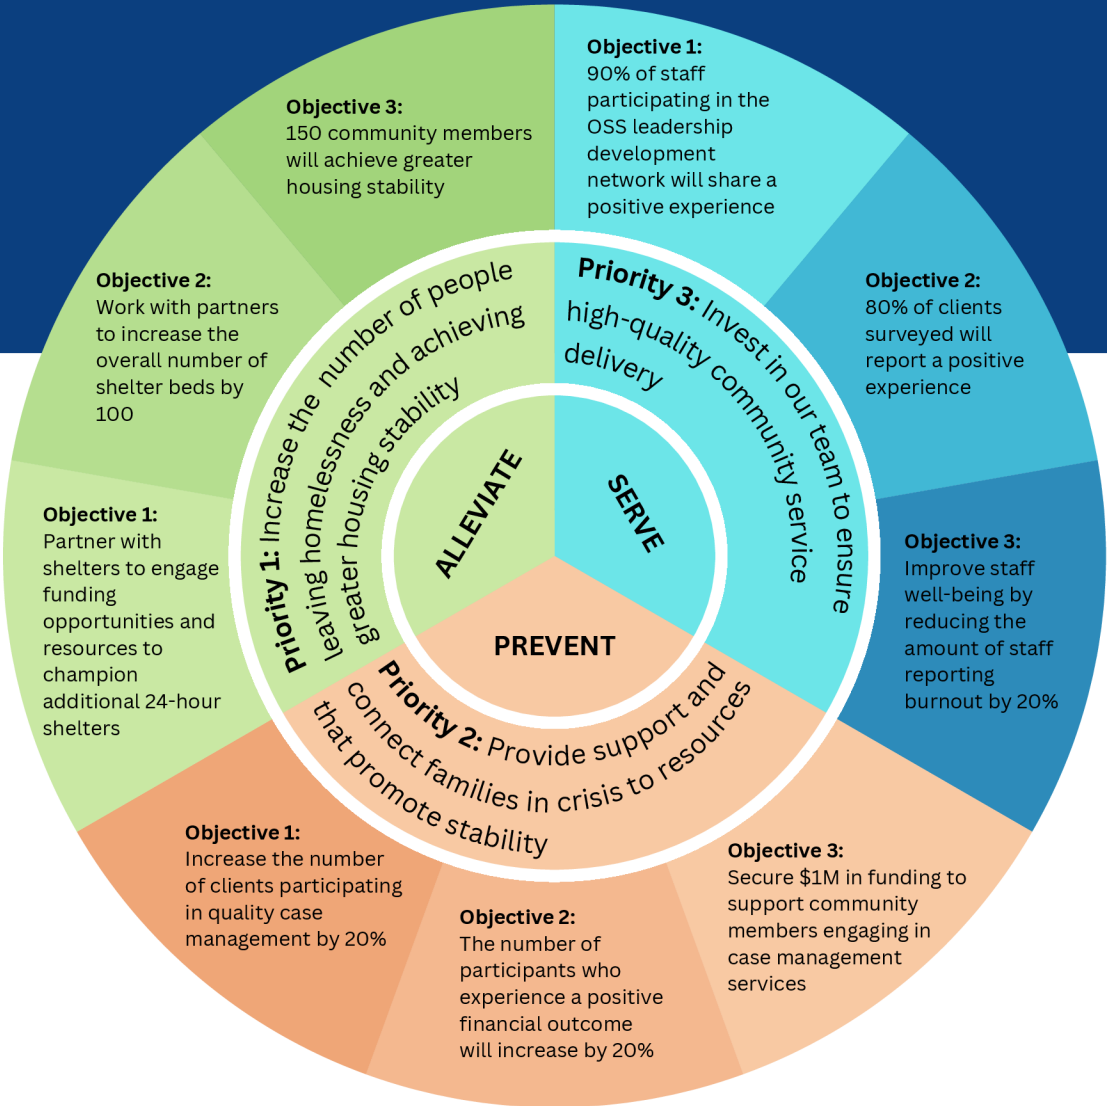 ALLEVIATE
Priority 1: Increase the number of people
leaving homelessness and achieving
greater housing stability
Objective 1:
Partner with
shelters to engage
funding
opportunities and
resources to
champion
additional 24-hour
shelters
Objective 2:
Work with partners
to increase the
overall number of
shelter beds by
100
Objective 3:
150 community members
will achieve greater
housing stability
PREVENT
Priority 2: Provide support and
connect families in crisis to resources
that promote stability
Objective 1:
Increase the number
of clients participating
in quality case
management by 20%
Objective 2:
The number of
participants who
experience a positive
financial outcome
will increase by 20%
Objective 3:
Secure $1M in funding to
support community
members engaging in
case management
services
SERVE
Priority 3: Invest in our team to ensure
high-quality community service
delivery
Objective 1:
90% of staff
participating in the
OSS leadership
development
network will share a
positive experience
Objective 2:
80% of clients
surveyed will
report a positive
experience
Objective 3:
Improve staff
well-being by
reducing the
amount of staff
reporting
burnout by 20%